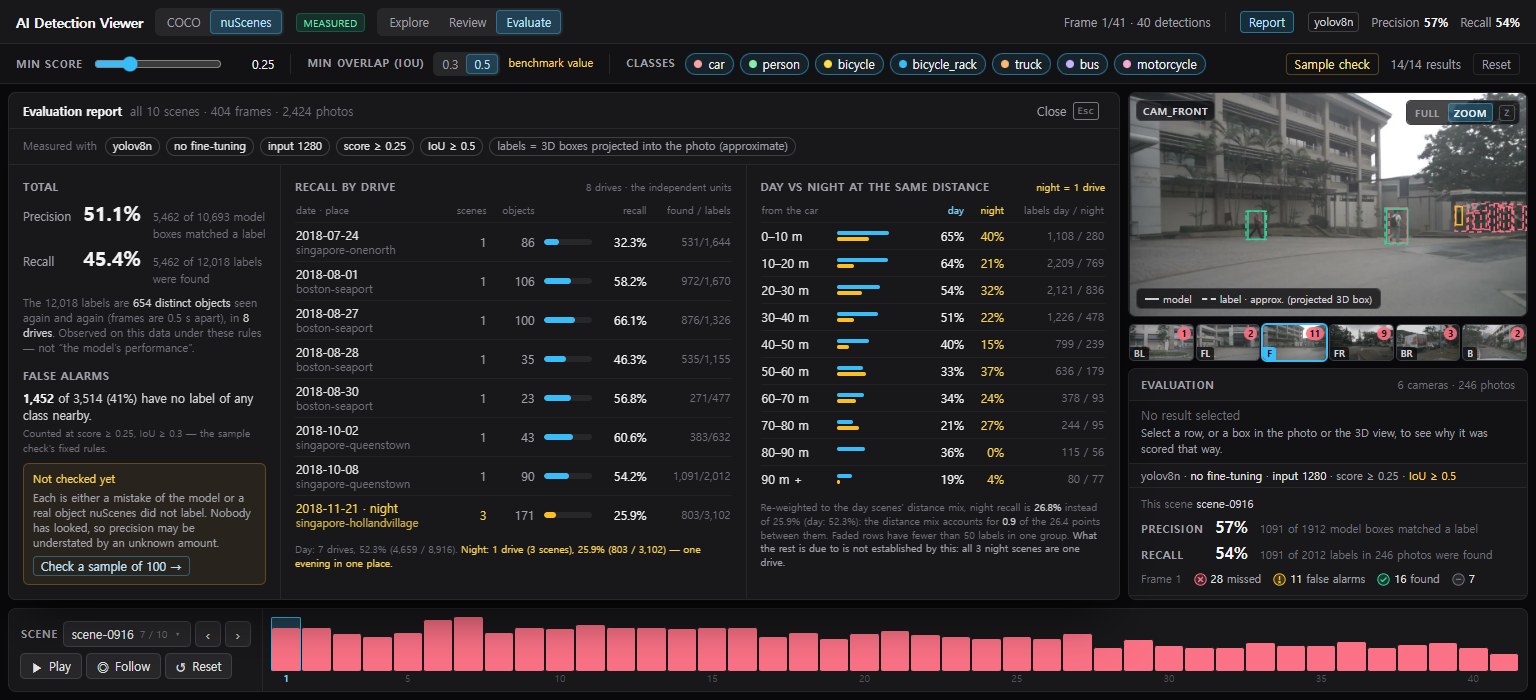 AI Detection Viewer COCO nuScenes MEASURED Explore Review Evaluate Frame 1/41 · 40 detections Report yolov8n Precision 57% Recall 54%
MIN SCORE 0.25 MIN OVERLAP (IOU) 0.3 0.5 benchmark value CLASSES car person bicycle bicycle_rack truck bus motorcycle Sample check 14/14 results Reset
Evaluation report all 10 scenes · 404 frames · 2,424 photos Close Esc
Measured with yolov8n no fine-tuning input 1280 score ≥ 0.25 IoU ≥ 0.5 labels = 3D boxes projected into the photo (approximate)
TOTAL
Precision 51.1% 5,462 of 10,693 model
boxes matched a label
Recall 45.4% 5,462 of 12,018 labels
were found
The 12,018 labels are 654 distinct objects seen
again and again (frames are 0.5 s apart), in 8
drives. Observed on this data under these rules
— not "the model's performance".
FALSE ALARMS
1,452 of 3,514 (41%) have no label of any
class nearby.
Counted at score ≥ 0.25, IoU ≥ 0.3 — the sample
check's fixed rules.
Not checked yet
Each is either a mistake of the model or a
real object nuScenes did not label. Nobody
has looked, so precision may be
understated by an unknown amount.
Check a sample of 100 →
RECALL BY DRIVE 8 drives · the independent units
date · place scenes objects recall found / labels
2018-07-24 1 86 32.3% 531/1,644
singapore-onenorth
2018-08-01 1 106 58.2% 972/1,670
boston-seaport
2018-08-27 1 100 66.1% 876/1,326
boston-seaport
2018-08-28 1 35 46.3% 535/1,155
boston-seaport
2018-08-30 1 23 56.8% 271/477
boston-seaport
2018-10-02 1 43 60.6% 383/632
singapore-queenstown
2018-10-08 1 90 54.2% 1,091/2,012
singapore-queenstown
2018-11-21 · night 3 171 25.9% 803/3,102
singapore-hollandvillage
Day: 7 drives, 52.3% (4,659 / 8,916). Night: 1 drive (3 scenes), 25.9% (803 / 3,102) — one
evening in one place.
DAY VS NIGHT AT THE SAME DISTANCE night = 1 drive
from the car day night labels day / night
0–10 m 65% 40% 1,108 / 280
10–20 m 64% 21% 2,209 / 769
20–30 m 54% 32% 2,121 / 836
30–40 m 51% 22% 1,226 / 478
40–50 m 40% 15% 799 / 239
50–60 m 33% 37% 636 / 179
60–70 m 34% 24% 378 / 93
70–80 m 21% 27% 244 / 95
80–90 m 36% 0% 115 / 56
90 m + 19% 4% 80 / 77
Re-weighted to the day scenes' distance mix, night recall is 26.8% instead
of 25.9% (day: 52.3%): the distance mix accounts for 0.9 of the 26.4 points
between them. Faded rows have fewer than 50 labels in one group. What
the rest is due to is not established by this: all 3 night scenes are one
drive.
CAM_FRONT FULL ZOOM Z
model label · approx. (projected 3D box)
1 2 11 9 3 2
BL FL F FR BR B
EVALUATION 6 cameras · 246 photos
No result selected
Select a row, or a box in the photo or the 3D view, to see why it was
scored that way.
yolov8n · no fine-tuning · input 1280 · score ≥ 0.25 · IoU ≥ 0.5
This scene scene-0916
PRECISION 57% 1091 of 1912 model boxes matched a label
RECALL 54% 1091 of 2012 labels in 246 photos were found
Frame 1 28 missed 11 false alarms 16 found 7
SCENE scene-0916 7 / 10 ‹ ›
Play Follow Reset
1 5 10 15 20 25 30 35 40